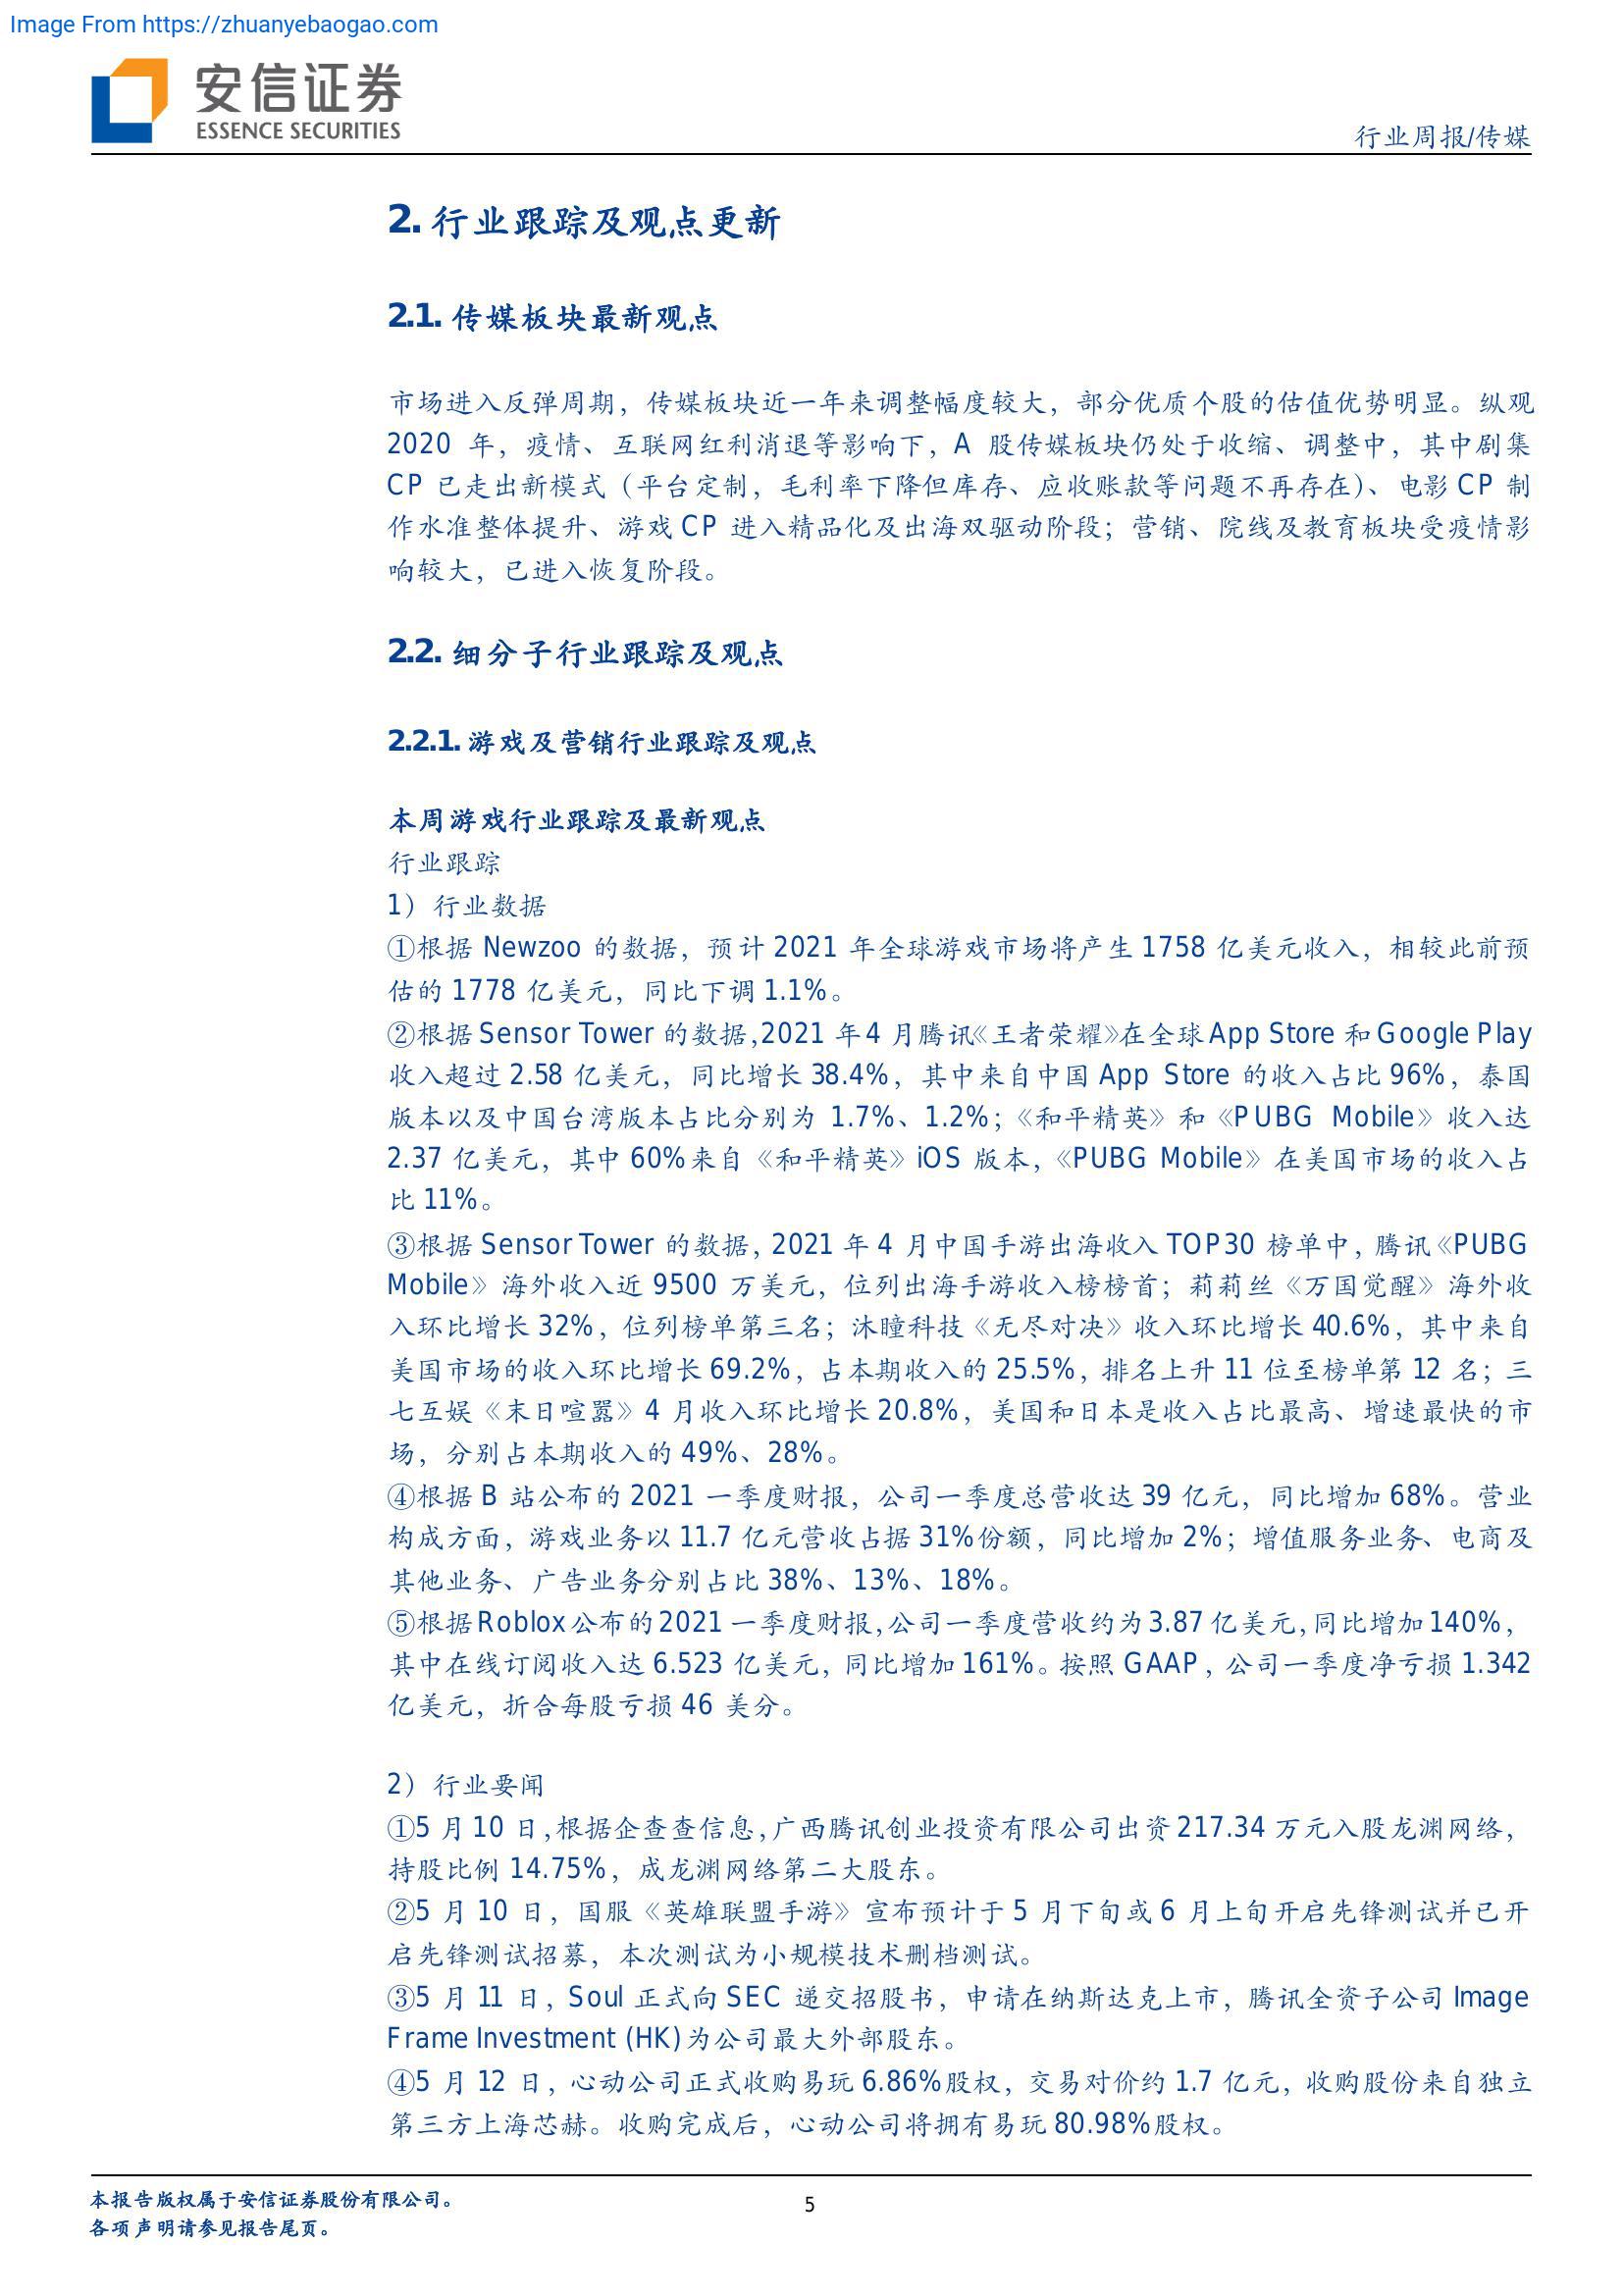 Image From https://zhuanyebaogao.com
安信证券
ESSENCE SECURITIES
行业周报/传媒
2. 行业跟踪及观点更新
2.1. 传媒板块最新观点
市场进入反弹周期，传媒板块近一年来调整幅度较大，部分优质个股的估值优势明显。纵观
2020 年，疫情、互联网红利消退等影响下，A 股传媒板块仍处于收缩、调整中，其中剧集
CP 已走出新模式（平台定制，毛利率下降但库存、应收账款等问题不再存在）、电影 CP 制
作水准整体提升、游戏 CP 进入精品化及出海双驱动阶段；营销、院线及教育板块受疫情影
响较大，已进入恢复阶段。
2.2. 细分子行业跟踪及观点
2.2.1. 游戏及营销行业跟踪及观点
本周游戏行业跟踪及最新观点
行业跟踪
1）行业数据
①根据 Newzoo 的数据，预计 2021 年全球游戏市场将产生 1758 亿美元收入，相较此前预
估的 1778 亿美元，同比下调 1.1%。
②根据 Sensor Tower 的数据,2021 年 4 月腾讯《王者荣耀》在全球 App Store 和 Google Play
收入超过 2.58 亿美元，同比增长 38.4%，其中来自中国 App Store 的收入占比 96%，泰国
版本以及中国台湾版本占比分别为 1.7%、1.2%；《和平精英》和《PUBG Mobile》收入达
2.37 亿美元，其中 60%来自《和平精英》iOS 版本，《PUBG Mobile》在美国市场的收入占
比 11%。
③根据 Sensor Tower 的数据，2021 年 4 月中国手游出海收入 TOP30 榜单中，腾讯《PUBG
Mobile》海外收入近 9500 万美元，位列出海手游收入榜榜首；莉莉丝《万国觉醒》海外收
入环比增长 32%，位列榜单第三名；沐瞳科技《无尽对决》收入环比增长 40.6%，其中来自
美国市场的收入环比增长 69.2%，占本期收入的 25.5%，排名上升 11 位至榜单第 12 名；三
七互娱《末日喧嚣》4 月收入环比增长 20.8%，美国和日本是收入占比最高、增速最快的市
场，分别占本期收入的 49%、28%。
④根据 B 站公布的 2021 一季度财报，公司一季度总营收达 39 亿元，同比增加 68%。营业
构成方面，游戏业务以 11.7 亿元营收占据 31%份额，同比增加 2%；增值服务业务、电商及
其他业务、广告业务分别占比 38%、13%、18%。
⑤根据 Roblox 公布的 2021 一季度财报,公司一季度营收约为 3.87 亿美元,同比增加 140%，
其中在线订阅收入达 6.523 亿美元，同比增加 161%。按照 GAAP，公司一季度净亏损 1.342
亿美元，折合每股亏损 46 美分。
2）行业要闻
①5 月 10 日,根据企查查信息,广西腾讯创业投资有限公司出资 217.34 万元入股龙渊网络，
持股比例 14.75%，成龙渊网络第二大股东。
②5 月 10 日，国服《英雄联盟手游》宣布预计于 5 月下旬或 6 月上旬开启先锋测试并已开
启先锋测试招募，本次测试为小规模技术删档测试。
③5 月 11 日，Soul 正式向 SEC 递交招股书，申请在纳斯达克上市，腾讯全资子公司 Image
Frame Investment (HK)为公司最大外部股东。
④5 月 12 日，心动公司正式收购易玩 6.86%股权，交易对价约 1.7 亿元，收购股份来自独立
第三方上海芯赫。收购完成后，心动公司将拥有易玩 80.98%股权。
本报告版权属于安信证券股份有限公司。
5
各项声明请参见报告尾页。